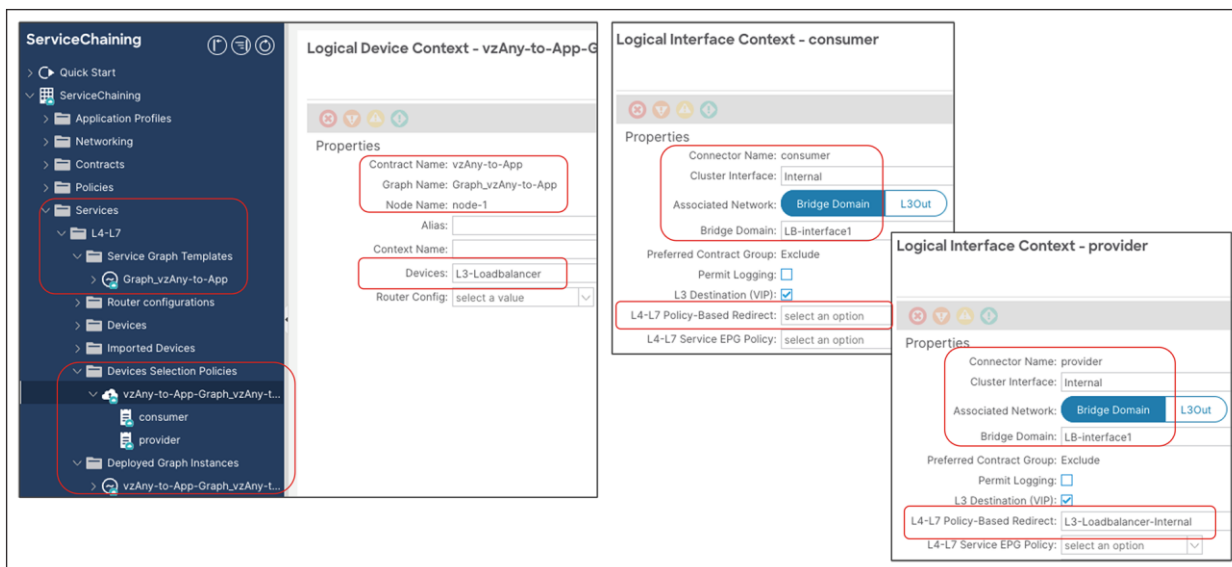 ServiceChaining
Quick Start
ServiceChaining
Application Profiles
Networking
Contracts
Policies
Services
L4-L7
Service Graph Templates
Graph_vzAny-to-App
Router configurations
Devices
Imported Devices
Devices Selection Policies
vzAny-to-App-Graph_vzAny-t...
consumer
provider
Deployed Graph Instances
vzAny-to-App-Graph_vzAny-t...
Logical Device Context - vzAny-to-App-G
Properties
Contract Name: vzAny-to-App
Graph Name: Graph_vzAny-to-App
Node Name: node-1
Alias:
Context Name:
Devices: L3-Loadbalancer
Router Config: select a value
Logical Interface Context - consumer
Properties
Connector Name: consumer
Cluster Interface: Internal
Associated Network: Bridge Domain L3Out
Bridge Domain: LB-interface1
Preferred Contract Group: Exclude
Permit Logging:
L3 Destination (VIP):
L4-L7 Policy-Based Redirect: select an option
L4-L7 Service EPG Policy: select an option
Logical Interface Context - provider
Properties
Connector Name: provider
Cluster Interface: Internal
Associated Network: Bridge Domain L3Out
Bridge Domain: LB-interface1
Preferred Contract Group: Exclude
Permit Logging:
L3 Destination (VIP):
L4-L7 Policy-Based Redirect: L3-Loadbalancer-Internal
L4-L7 Service EPG Policy: select an option